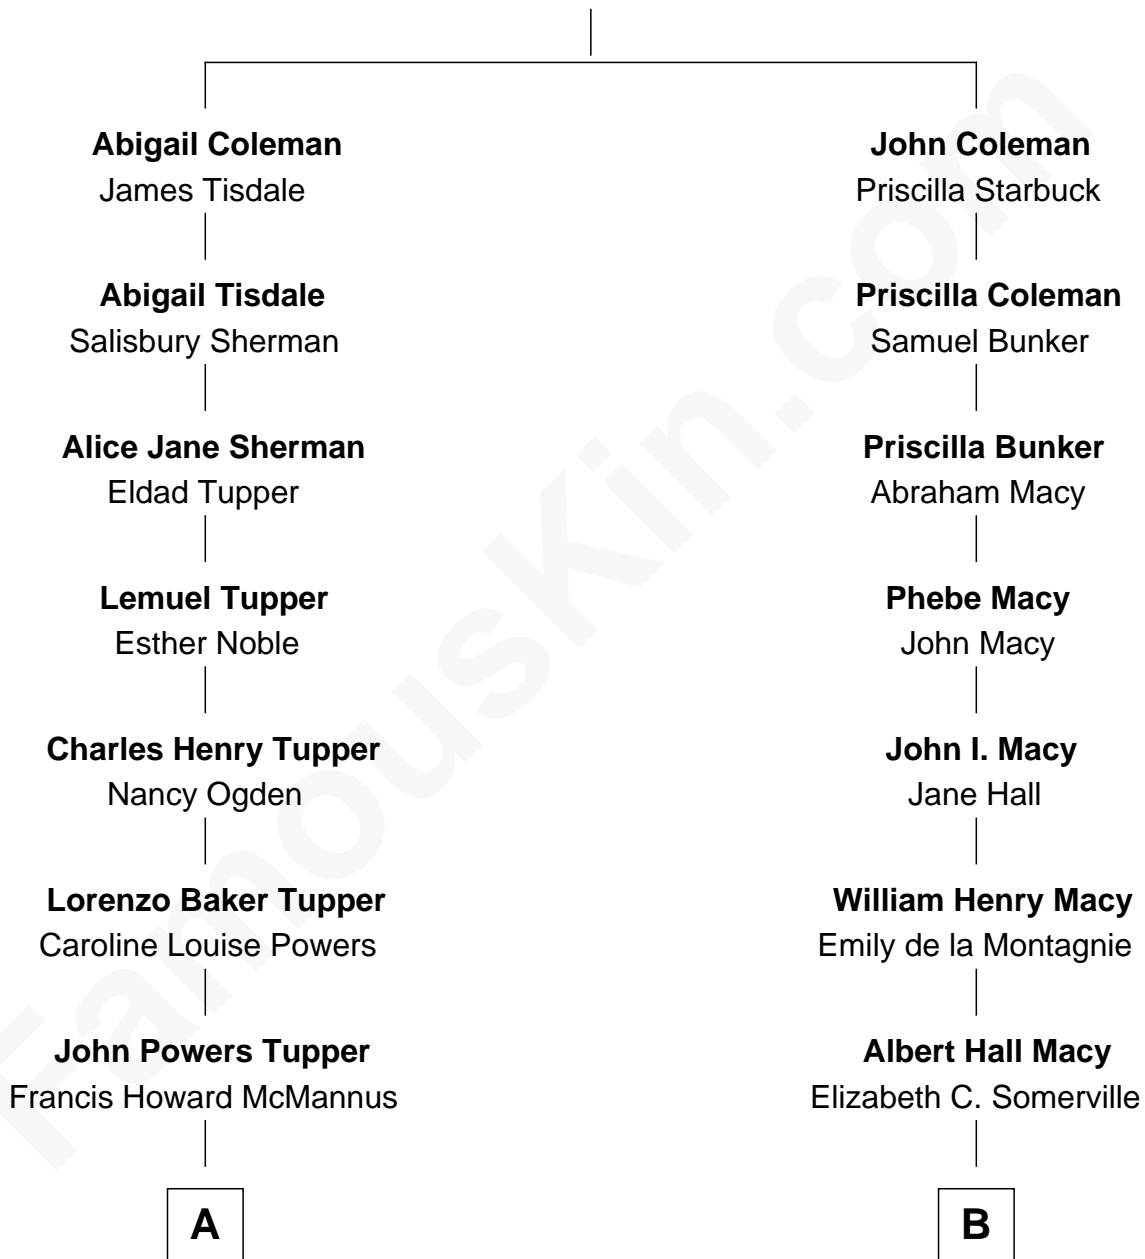 Abigail Coleman
James Tisdale
John Coleman
Priscilla Starbuck
Abigail Tisdale
Salisbury Sherman
Priscilla Coleman
Samuel Bunker
Alice Jane Sherman
Eldad Tupper
Priscilla Bunker
Abraham Macy
Lemuel Tupper
Esther Noble
Phebe Macy
John Macy
Charles Henry Tupper
Nancy Ogden
John I. Macy
Jane Hall
Lorenzo Baker Tupper
Caroline Louise Powers
William Henry Macy
Emily de la Montagnie
John Powers Tupper
Francis Howard McMannus
Albert Hall Macy
Elizabeth C. Somerville
A
B
FamousKin.com